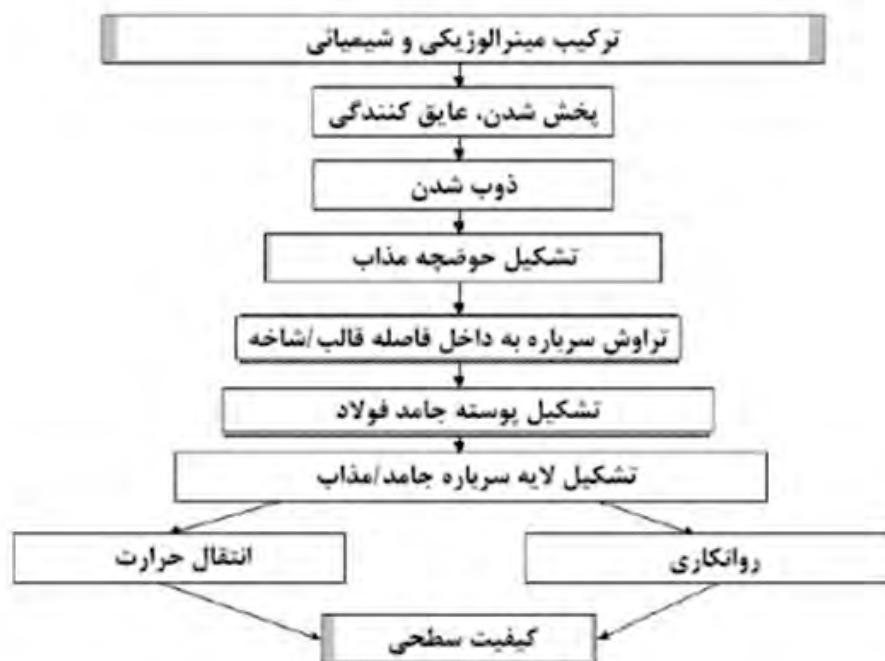 ترکیب مینرالوژیکی و شیمیائی
پخش شدن، عایق کنندگی
ذوب شدن
تشکیل حوضچه مذاب
تراوش سرباره به داخل فاصله قالب/شاخه
تشکیل پوسته جامد فولاد
تشکیل لایه سرباره جامد/مذاب
روانکاری
انتقال حرارت
کیفیت سطحی